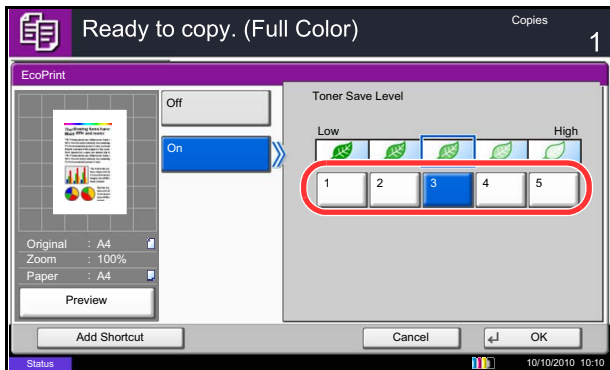 Ready to copy. (Full Color)
Copies
1
EcoPrint
Off
On
Toner Save Level
Low
High
1 2 3 4 5
Original : A4
Zoom : 100%
Paper : A4
Preview
Add Shortcut
Cancel
OK
Status
10/10/2010 10:10